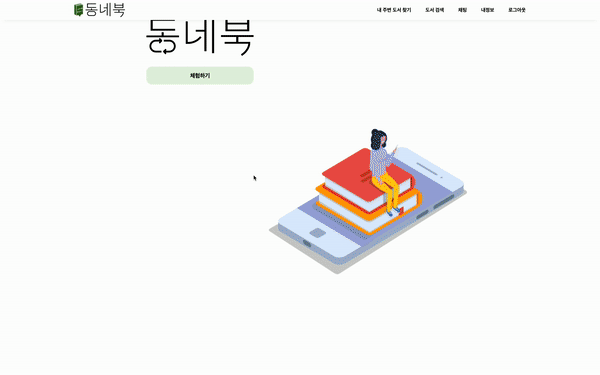 동네북
내 주변 도서 찾기
도서 검색
채팅
내정보
로그아웃
동네북
체험하기